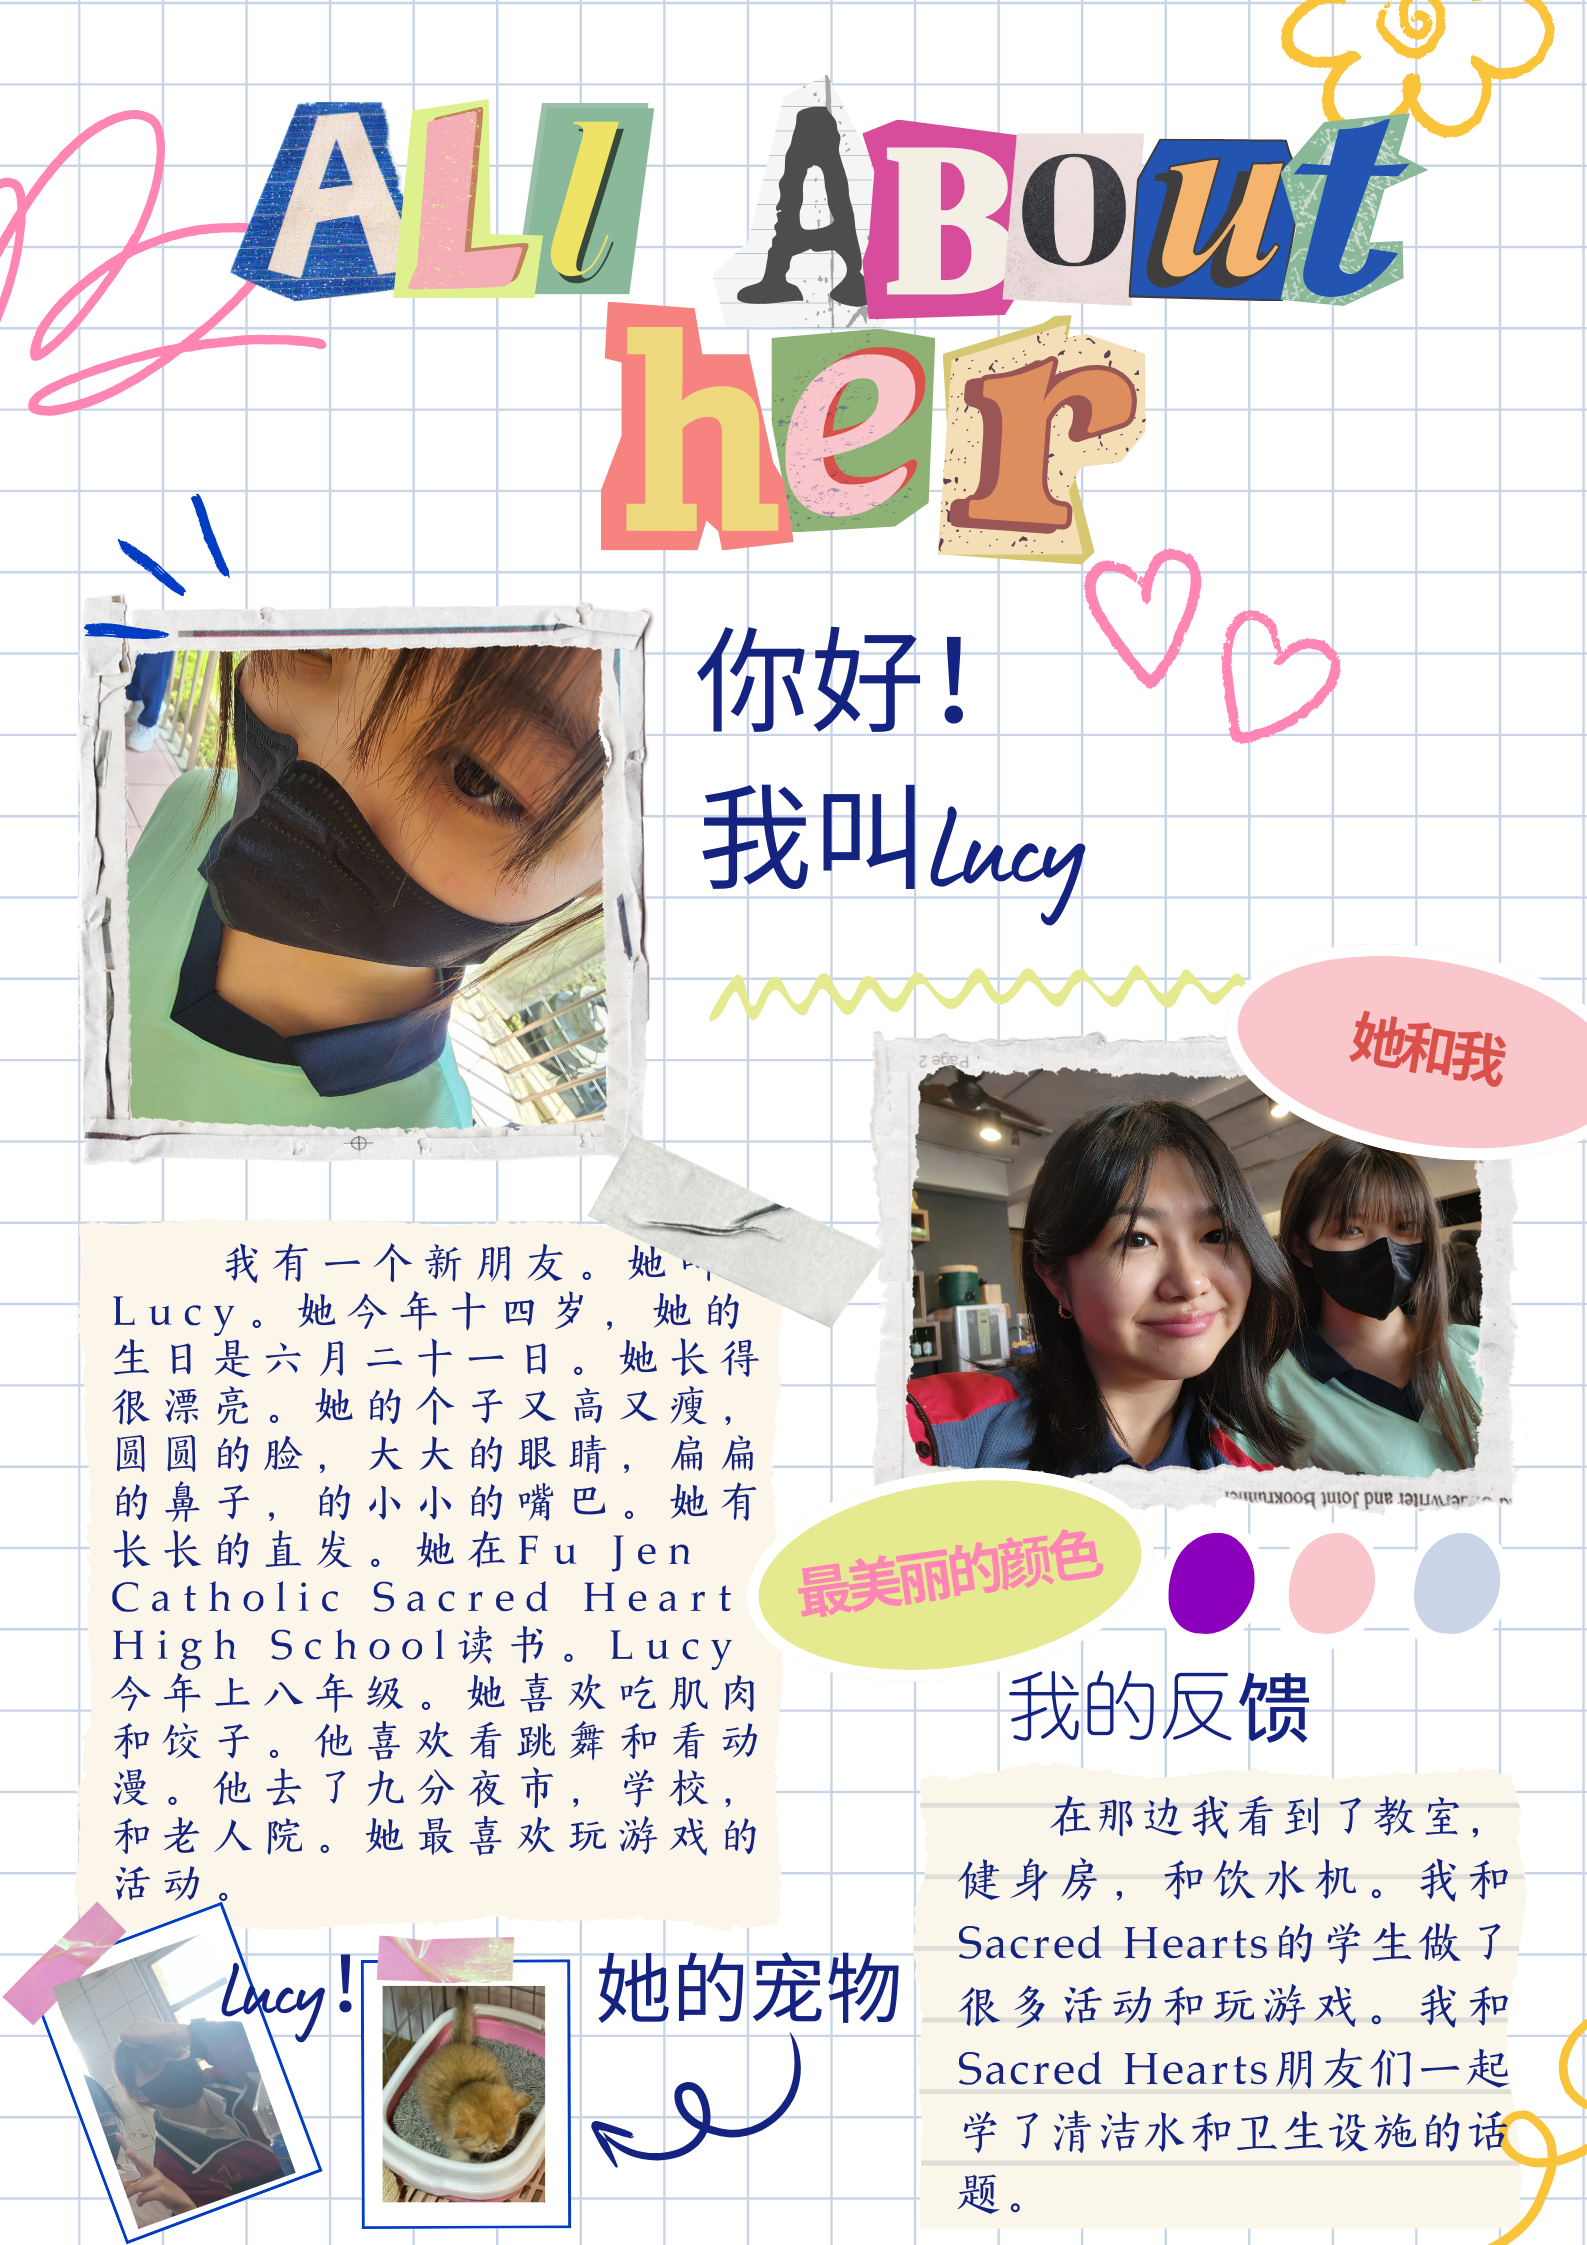 ALl ABOut
her
你好！
我叫Lucy
她和我
Page 2
我有一个新朋友。她
Lucy。她今年十四岁，她的
生日是六月二十一日。她长得
很漂亮。她的个子又高又瘦，
圆圆的脸，大大的眼睛，扁扁
的鼻子，的小小的嘴巴。她有
长长的直发。她在Fu Jen
Catholic Sacred Heart
High School读书。Lucy
今年上八年级。她喜欢吃肌肉
和饺子。他喜欢看跳舞和看动
漫。他去了九分夜市，学校，
和老人院。她最喜欢玩游戏的
活动。
and Joint Bookrunner
最美丽的颜色
我的反馈
在那边我看到了教室，
健身房，和饮水机。我和
Sacred Hearts的学生做了
很多活动和玩游戏。我和
Sacred Hearts朋友们一起
学了清洁水和卫生设施的话
题。
Lucy！
她的宠物